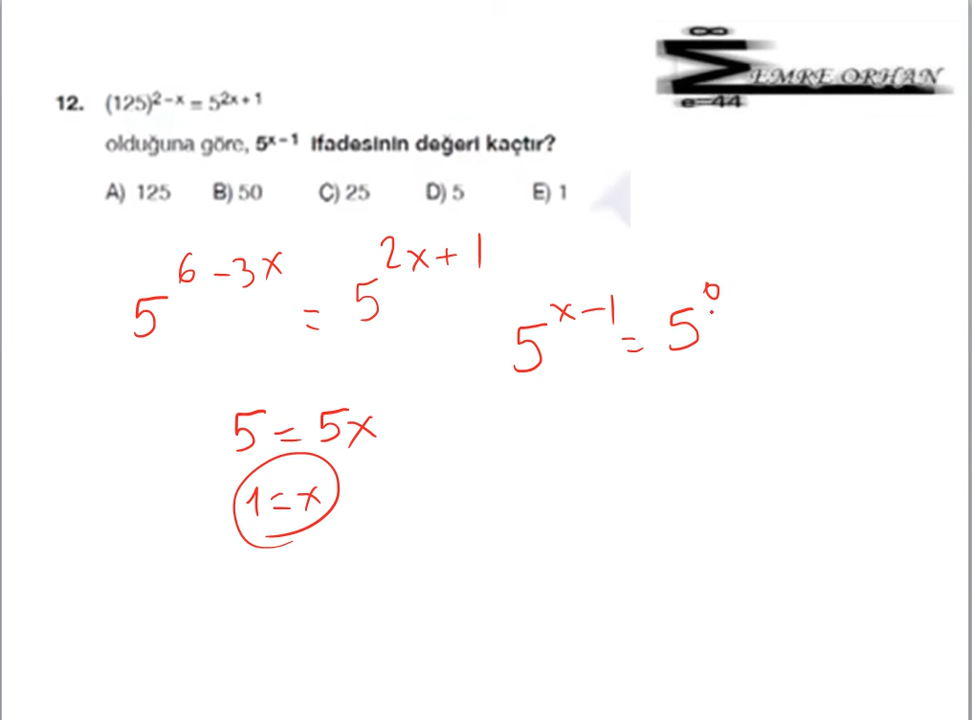 ∞
Σ EMRE ORHAN
e=44
12. (125)^2-x = 5^2x+1
olduğuna göre, 5^x-1 ifadesinin değeri kaçtır?
A) 125 B) 50 C) 25 D) 5 E) 1
5^6-3x = 5^2x+1
5^x-1 = 5^0
5 = 5x
1 = x